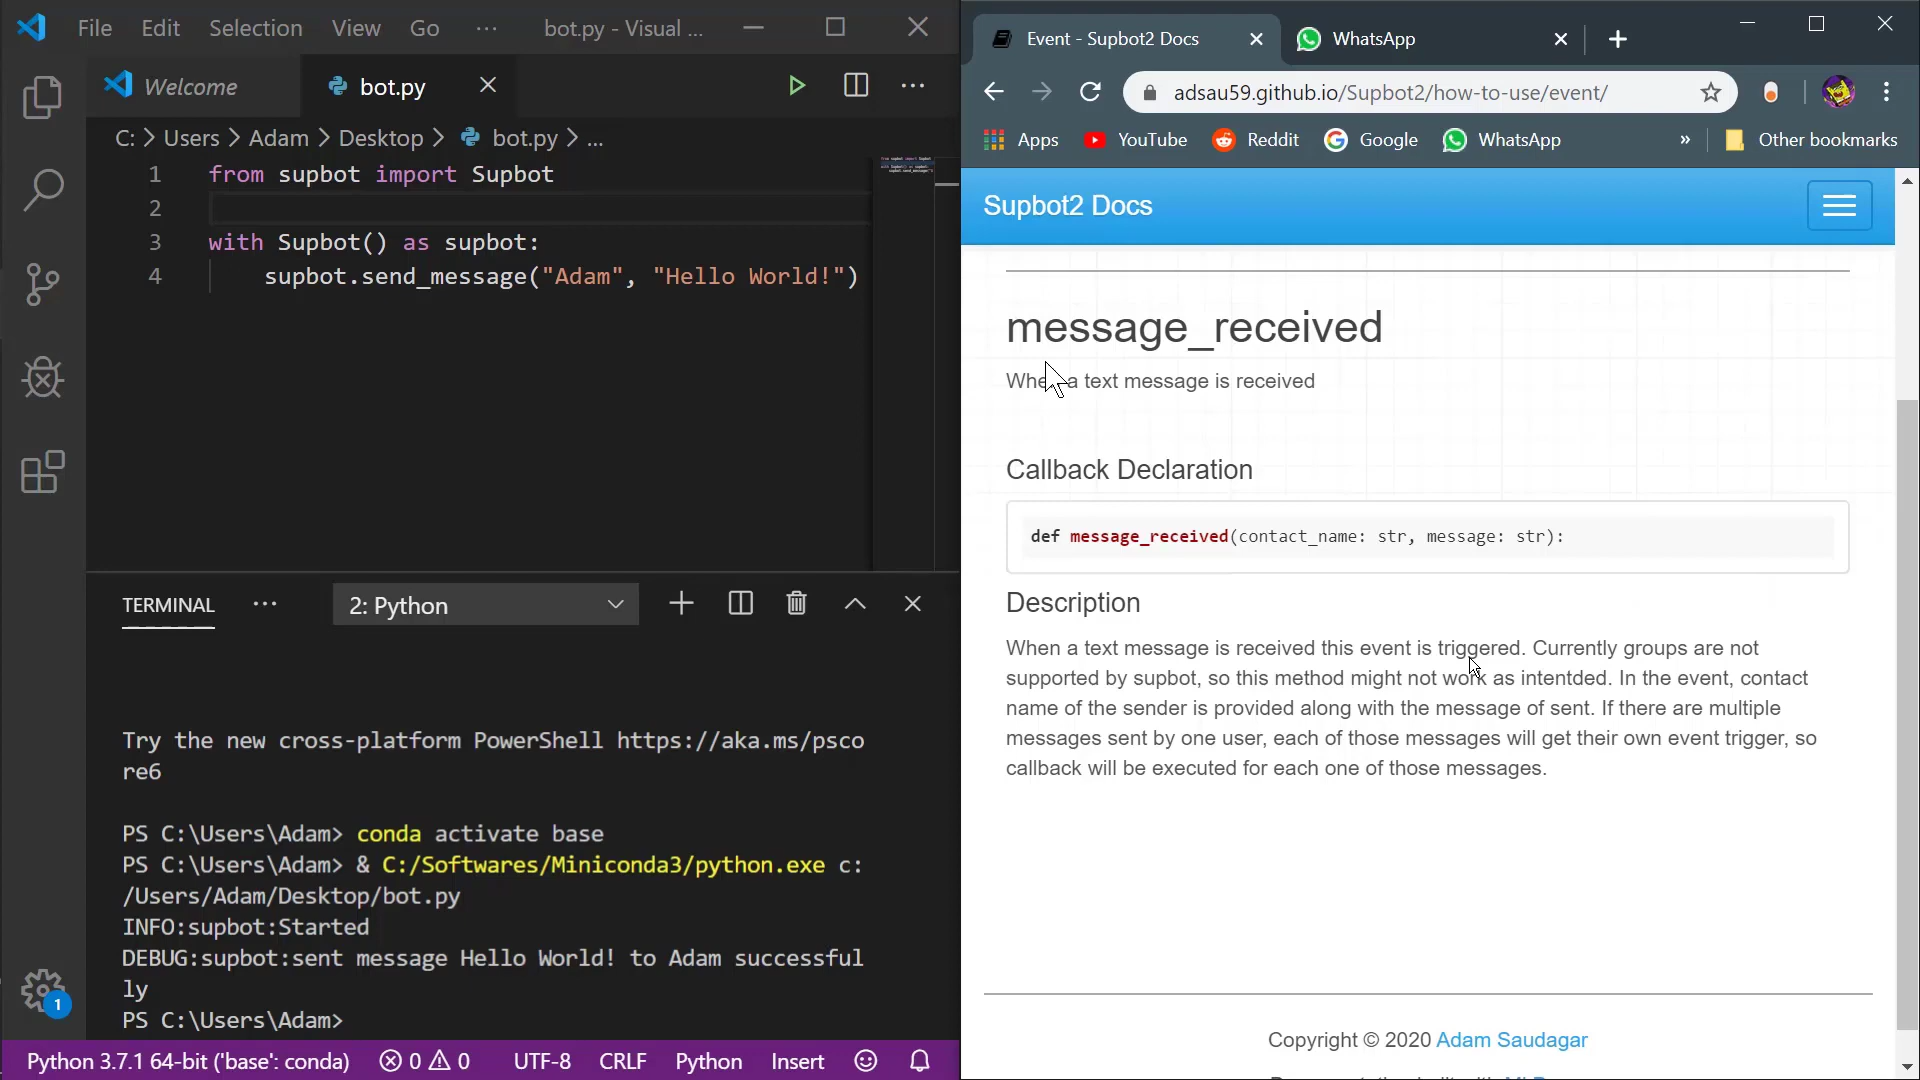 File Edit Selection View Go ... bot.py - Visual ...
Welcome bot.py
C: > Users > Adam > Desktop > bot.py > ...
1 from supbot import Supbot
2
3 with Supbot() as supbot:
4 supbot.send_message("Adam", "Hello World!")
TERMINAL ... 2: Python
Try the new cross-platform PowerShell https://aka.ms/psco
re6
PS C:\Users\Adam> conda activate base
PS C:\Users\Adam> & C:/Softwares/Miniconda3/python.exe c:
/Users/Adam/Desktop/bot.py
INFO:supbot:Started
DEBUG:supbot:sent message Hello World! to Adam successful
ly
PS C:\Users\Adam>
1
Python 3.7.1 64-bit ('base': conda) 0 0 UTF-8 CRLF Python Insert
Event - Supbot2 Docs WhatsApp
adsau59.github.io/Supbot2/how-to-use/event/
Apps YouTube Reddit Google WhatsApp » Other bookmarks
Supbot2 Docs
message_received
When a text message is received
Callback Declaration
def message_received(contact_name: str, message: str):
Description
When a text message is received this event is triggered. Currently groups are not
supported by supbot, so this method might not work as intentded. In the event, contact
name of the sender is provided along with the message of sent. If there are multiple
messages sent by one user, each of those messages will get their own event trigger, so
callback will be executed for each one of those messages.
Copyright © 2020 Adam Saudagar